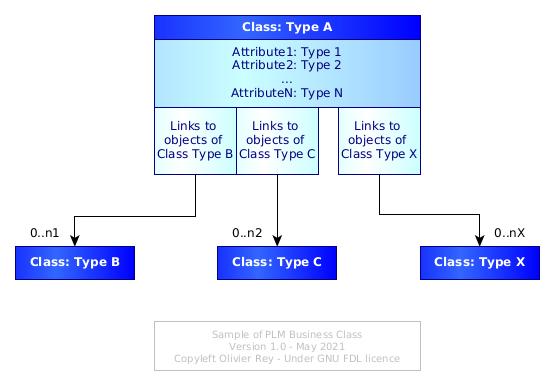 Class: Type A
Attribute1: Type 1
Attribute2: Type 2
...
AttributeN: Type N
Links to
objects of
Class Type B
Links to
objects of
Class Type C
Links to
objects of
Class Type X
0..n1
0..n2
0..nX
Class: Type B
Class: Type C
Class: Type X
Sample of PLM Business Class
Version 1.0 - May 2021
Copyleft Olivier Rey - Under GNU FDL licence